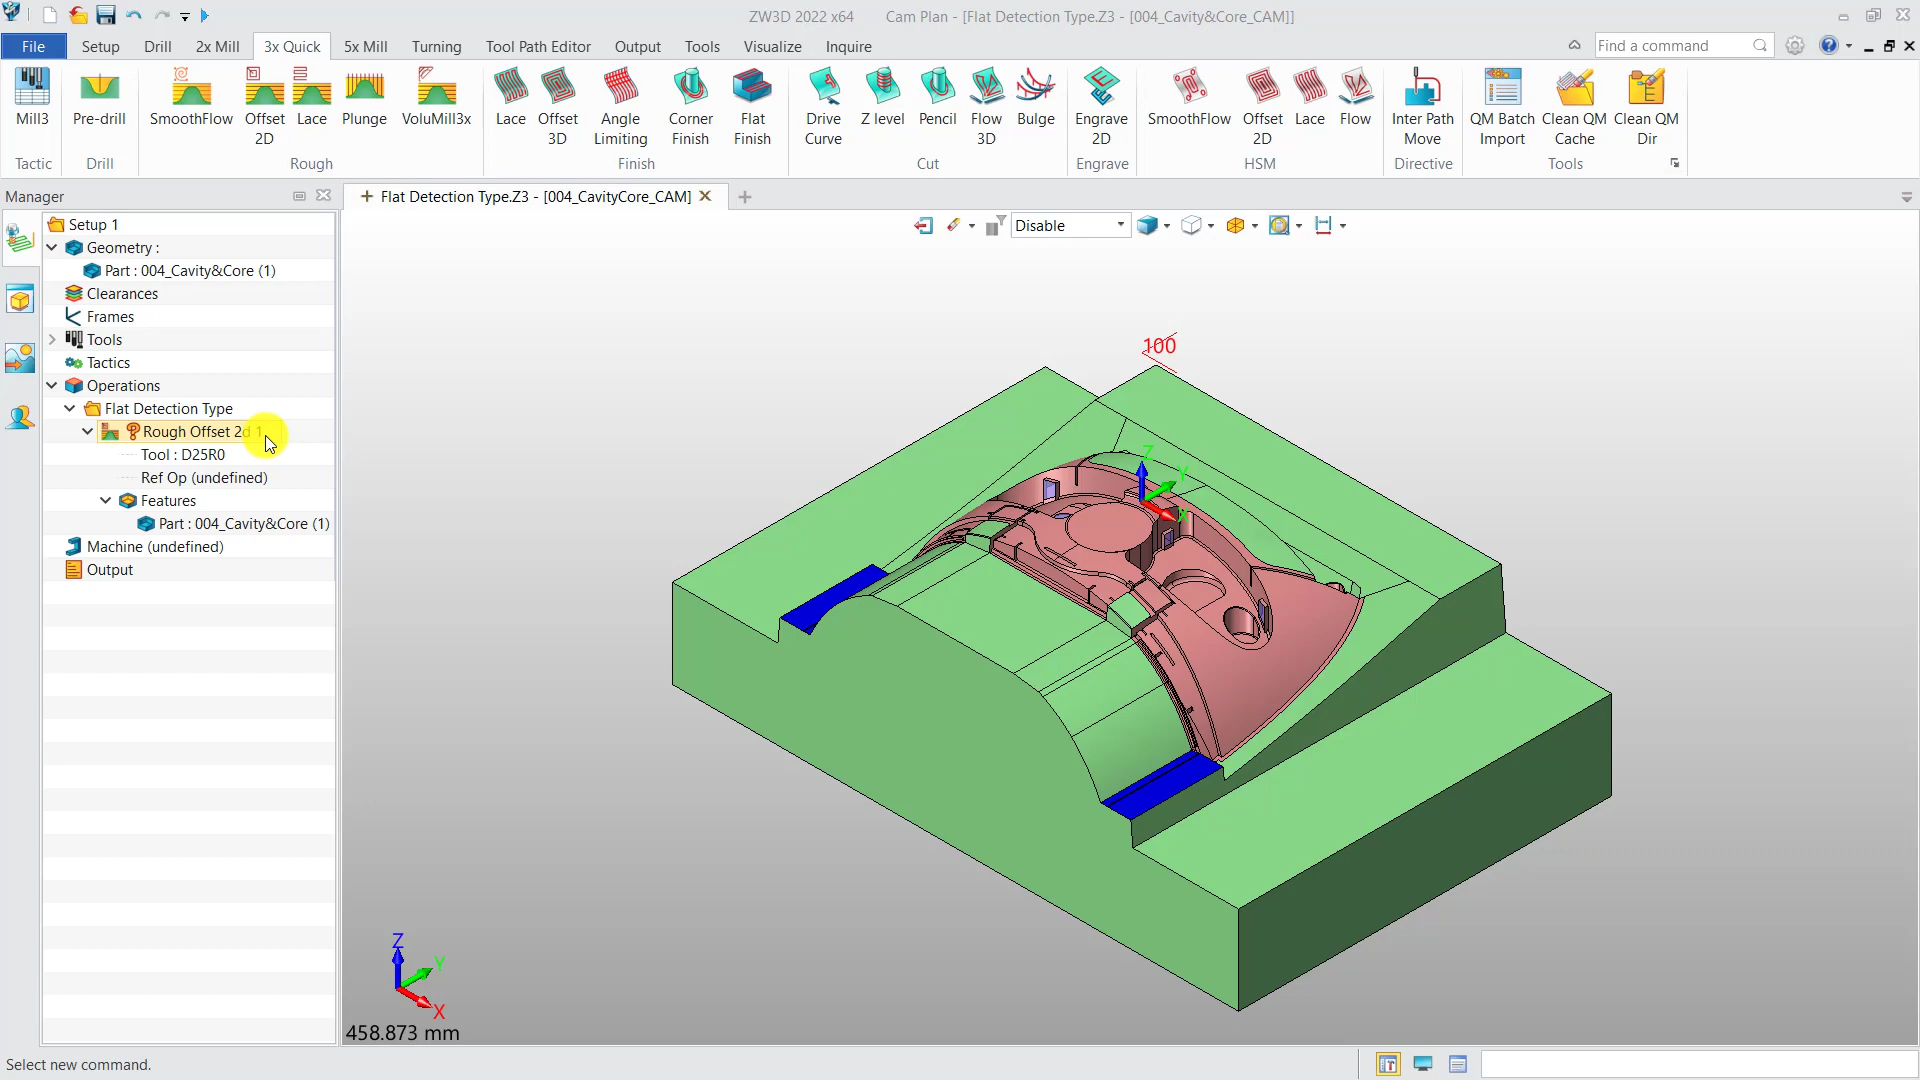 ZW3D 2022 x64 Cam Plan - [Flat Detection Type.Z3 - [004_Cavity&Core_CAM]]
File Setup Drill 2x Mill 3x Quick 5x Mill Turning Tool Path Editor Output Tools Visualize Inquire Find a command
Mill3 Pre-drill SmoothFlow Offset 2D Lace Plunge VoluMill3x Lace Offset 3D Angle Limiting Corner Finish Flat Finish Drive Curve Z level Pencil Flow 3D Bulge Engrave 2D SmoothFlow Offset 2D Lace Flow Inter Path Move QM Batch Import Clean QM Cache Clean QM Dir
Tactic Drill Rough Finish Cut Engrave HSM Directive Tools
Manager
Flat Detection Type.Z3 - [004_CavityCore_CAM]
Disable
Setup 1
Geometry :
Part : 004_Cavity&Core (1)
Clearances
Frames
Tools
Tactics
Operations
Flat Detection Type
Rough Offset 2d 1
Tool : D25R0
Ref Op (undefined)
Features
Part : 004_Cavity&Core (1)
Machine (undefined)
Output
100
Z
Y
X
Z
Y
X
458.873 mm
Select new command.